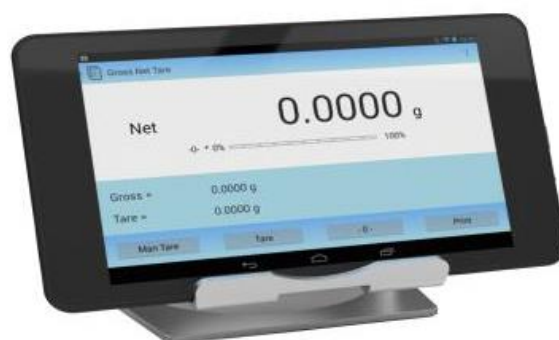 Gross Net Tare
Net 0.0000 g
-0- * 0% 100%
Gross = 0.0000 g
Tare = 0.0000 g
Man Tare Tare -0- Print